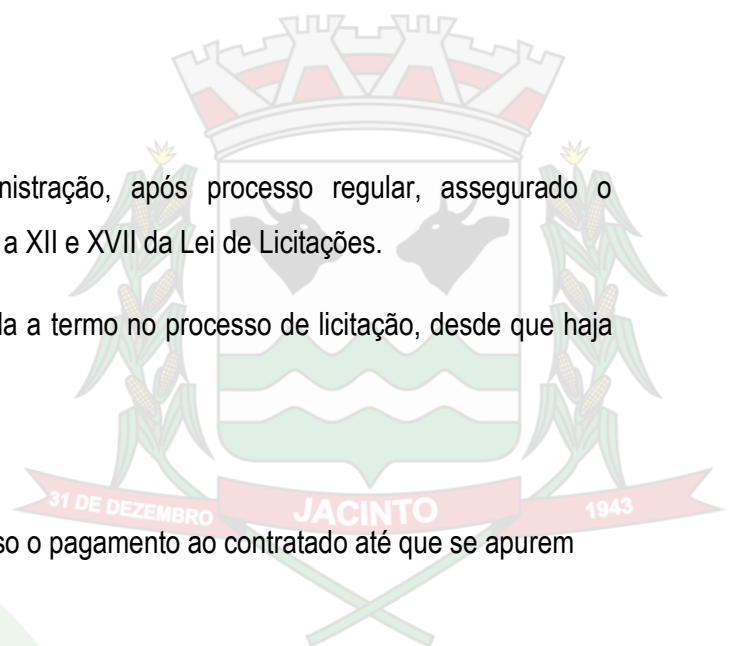 nistração, após processo regular, assegurado o
a XII e XVII da Lei de Licitações.
a a termo no processo de licitação, desde que haja
31 DE DEZEMBRO JACINTO 1943
so o pagamento ao contratado até que se apurem